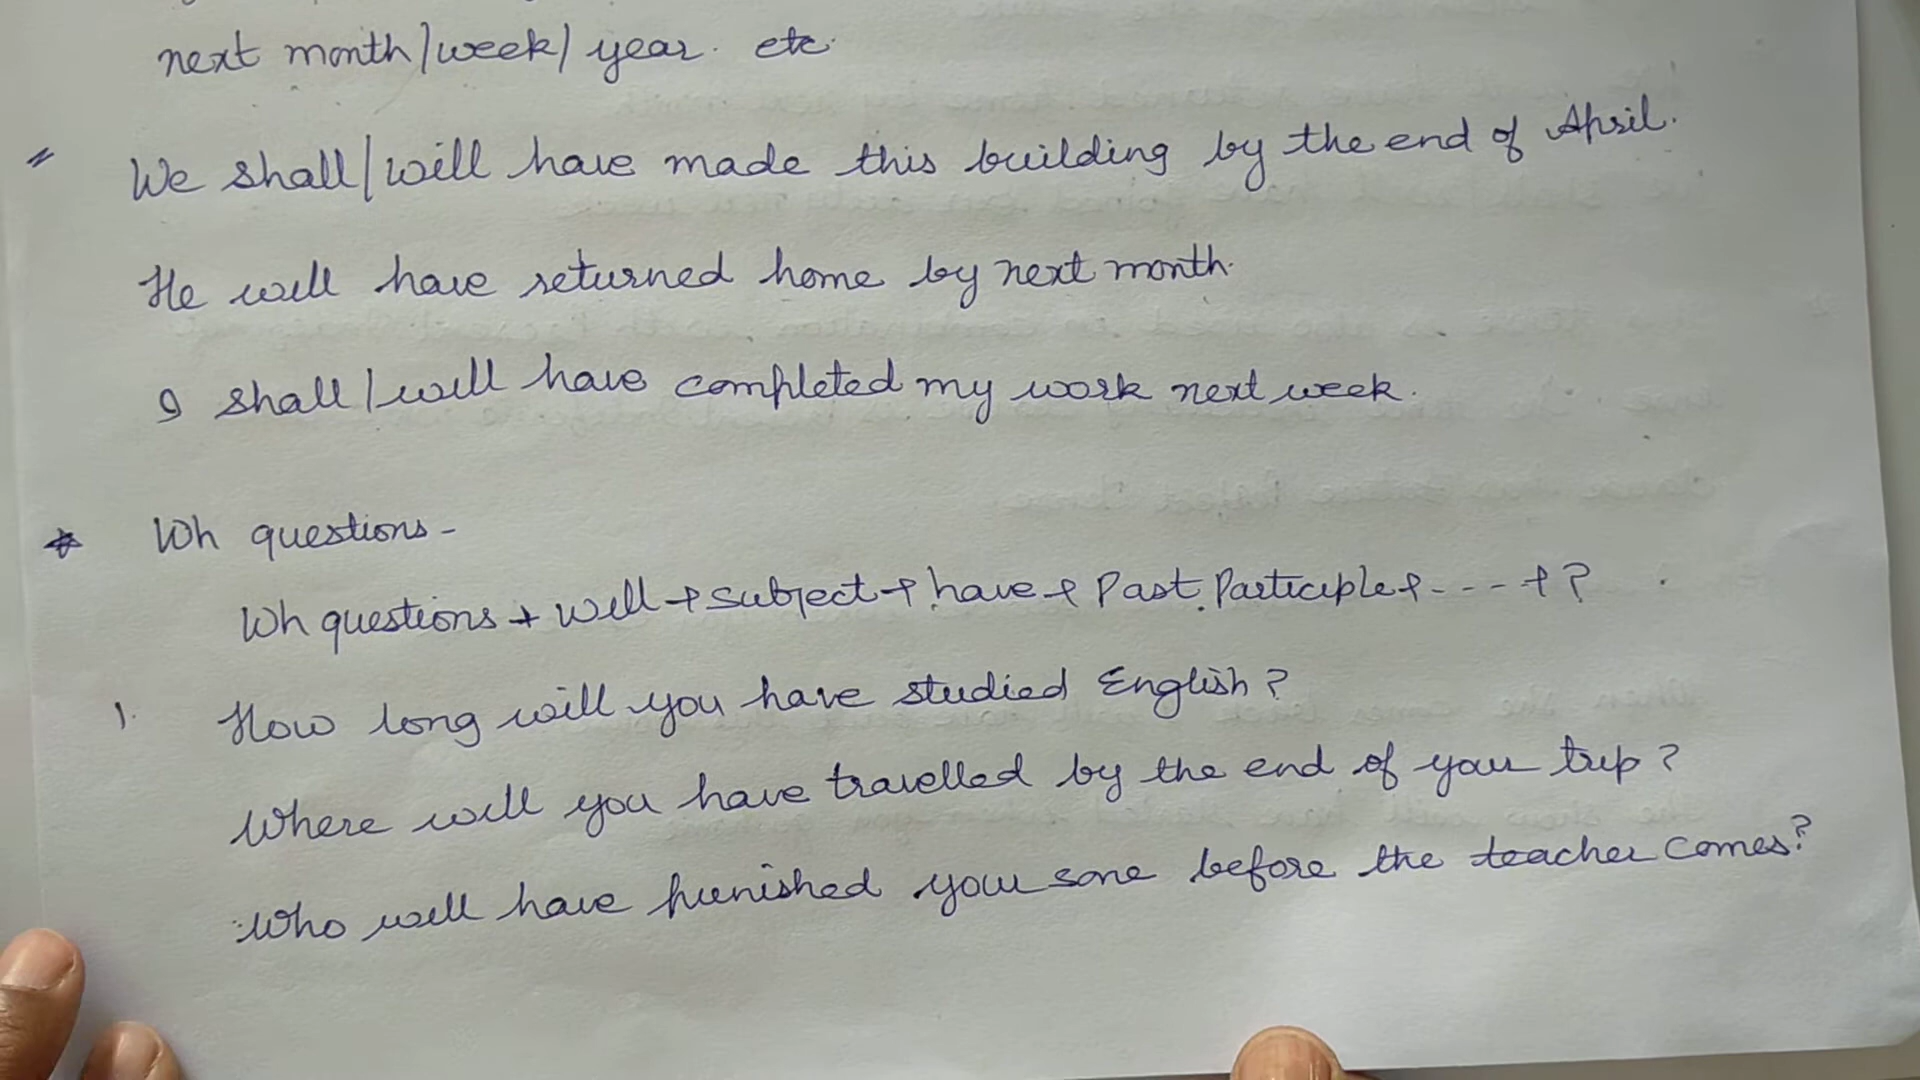 next month/week/ year. etc.
We shall/will have made this building by the end of April.
He will have returned home by next month.
I shall/will have completed my work next week.
* Wh questions-
Wh questions + will + subject + have + Past Participle + ---- + ?
1. How long will you have studied English?
Where will you have travelled by the end of your trip?
Who will have funished your sone before the teacher comes?